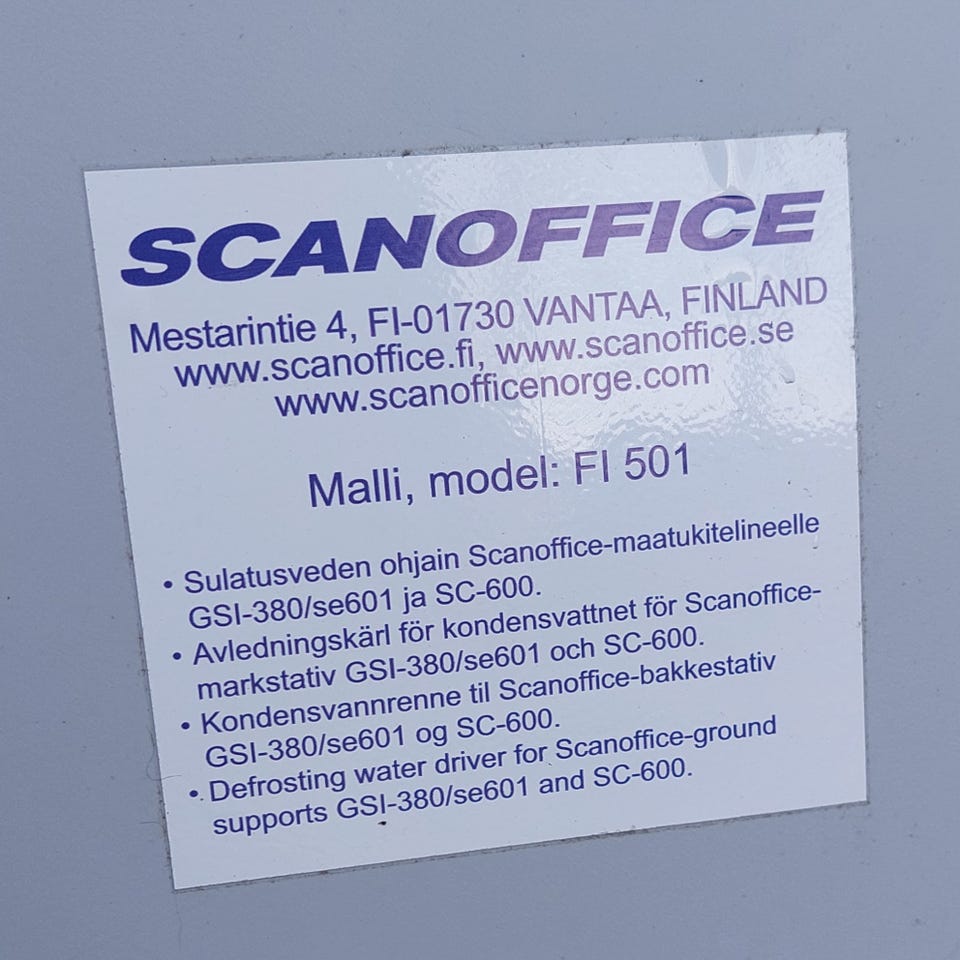 SCANOFFICE
Mestarintie 4, FI-01730 VANTAA, FINLAND
www.scanoffice.fi, www.scanoffice.se
www.scanofficenorge.com
Malli, model: FI 501
• Sulatusveden ohjain Scanoffice-maatukitelineelle
GSI-380/se601 ja SC-600.
• Avledningskärl för kondensvattnet för Scanoffice-
markstativ GSI-380/se601 och SC-600.
• Kondensvannrenne til Scanoffice-bakkestativ
GSI-380/se601 og SC-600.
• Defrosting water driver for Scanoffice-ground
supports GSI-380/se601 and SC-600.